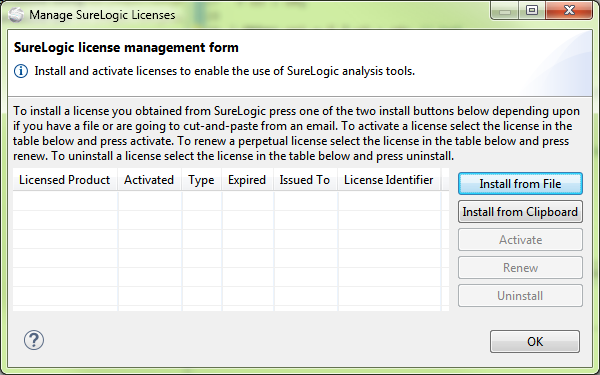 Manage SureLogic Licenses
SureLogic license management form
Install and activate licenses to enable the use of SureLogic analysis tools.
To install a license you obtained from SureLogic press one of the two install buttons below depending upon
if you have a file or are going to cut-and-paste from an email. To activate a license select the license in the
table below and press activate. To renew a perpetual license select the license in the table below and press
renew. To uninstall a license select the license in the table below and press uninstall.
Licensed Product Activated Type Expired Issued To License Identifier
Install from File
Install from Clipboard
Activate
Renew
Uninstall
?
OK